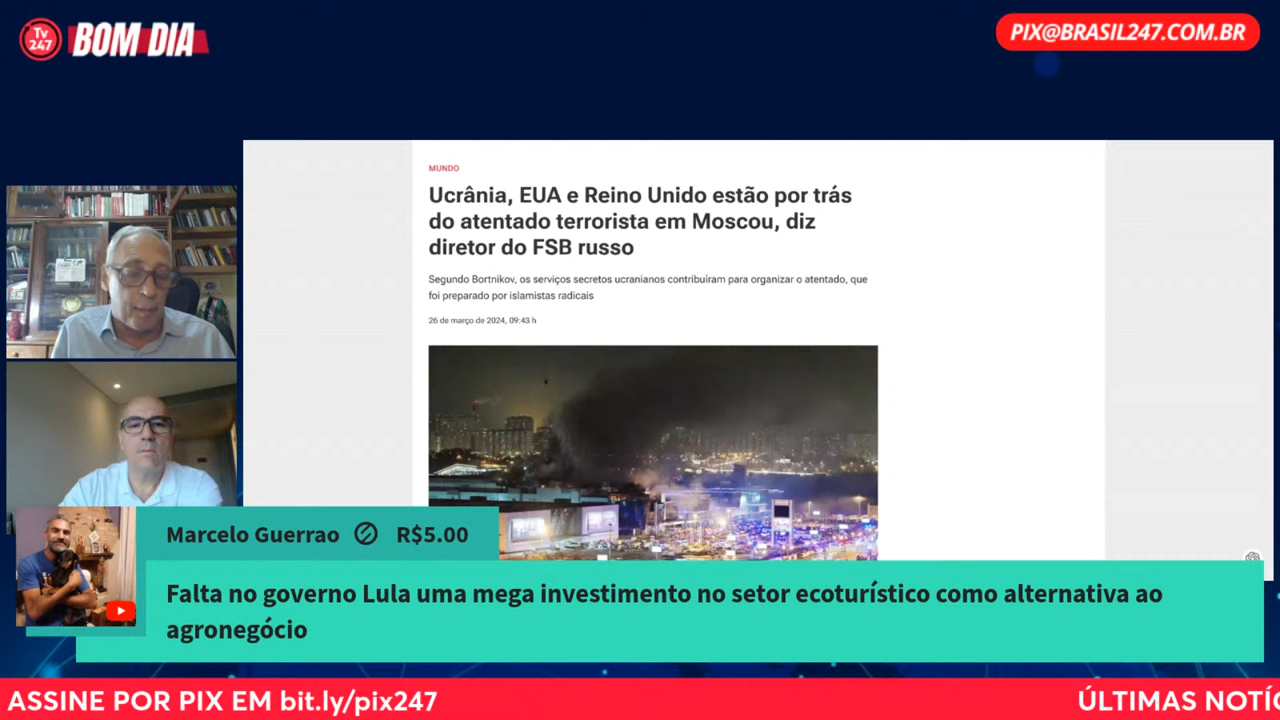 Tv
247
BOM DIA
PIX@BRASIL247.COM.BR
MUNDO
Ucrânia, EUA e Reino Unido estão por trás
do atentado terrorista em Moscou, diz
diretor do FSB russo
Segundo Bortnikov, os serviços secretos ucranianos contribuíram para organizar o atentado, que
foi preparado por islamistas radicais
26 de março de 2024, 09:43 h
Marcelo Guerrao R$5.00
Falta no governo Lula uma mega investimento no setor ecoturístico como alternativa ao
agronegócio
ASSINE POR PIX EM bit.ly/pix247
ÚLTIMAS NOTÍC